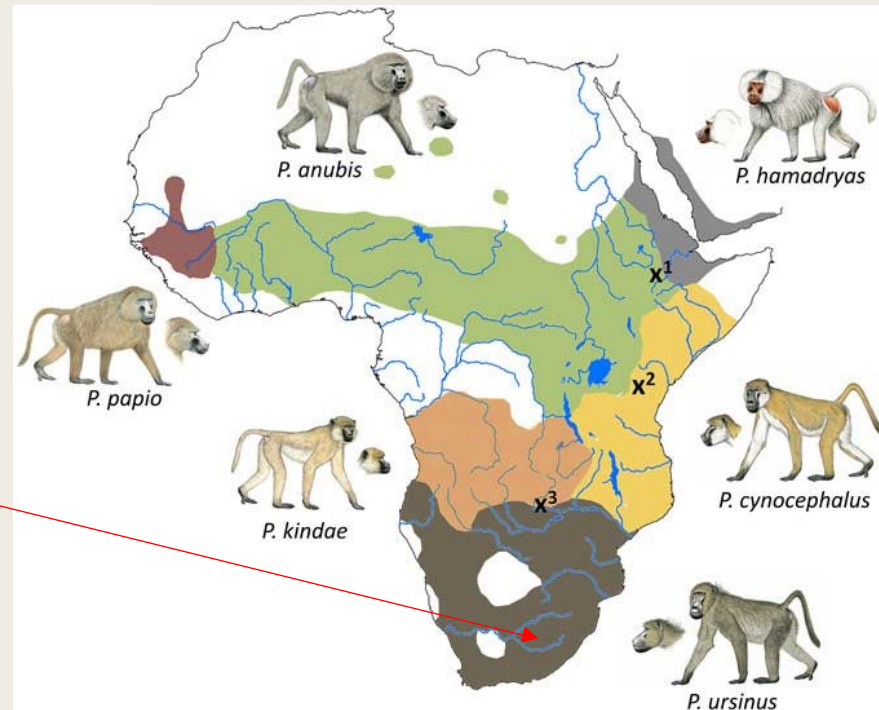 P. anubis
P. hamadryas
x¹
P. papio
x²
P. cynocephalus
P. kindae
x³
P. ursinus